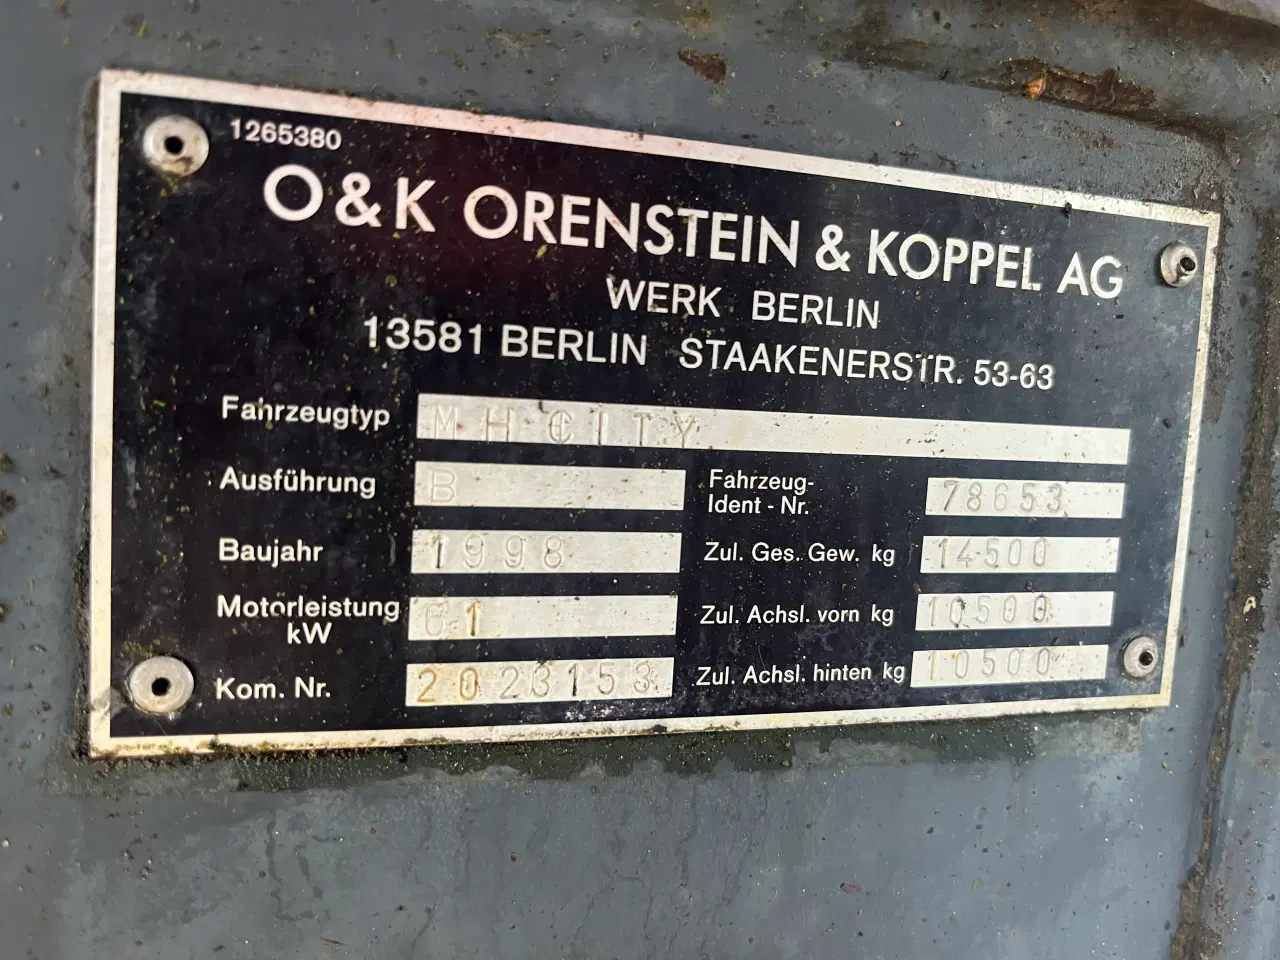 1265380
O&K ORENSTEIN & KOPPEL AG
WERK BERLIN
13581 BERLIN STAAKENERSTR. 53-63
Fahrzeugtyp MH CITY
Ausführung B
Fahrzeug-
Ident - Nr. 78653
Baujahr 1998
Zul. Ges. Gew. kg 14500
Motorleistung
kW 61
Zul. Achsl. vorn kg 10500
Kom. Nr. 2023153
Zul. Achsl. hinten kg 10500